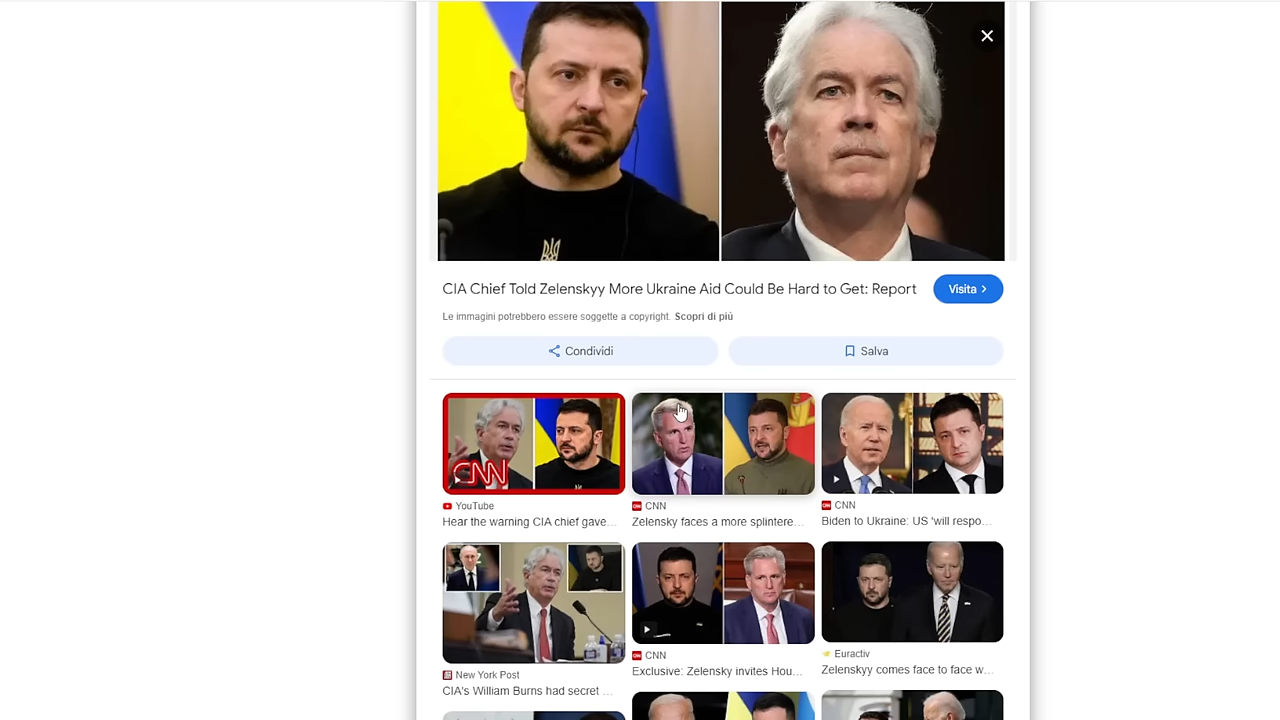 CIA Chief Told Zelenskyy More Ukraine Aid Could Be Hard to Get: Report
Visita
Le immagini potrebbero essere soggette a copyright. Scopri di più
Condividi
Salva
CNN
YouTube
Hear the warning CIA chief gave...
CNN
Zelensky faces a more splintere...
CNN
Biden to Ukraine: US 'will respo...
New York Post
CIA's William Burns had secret ...
CNN
Exclusive: Zelensky invites Hou...
Euractiv
Zelenskyy comes face to face w...